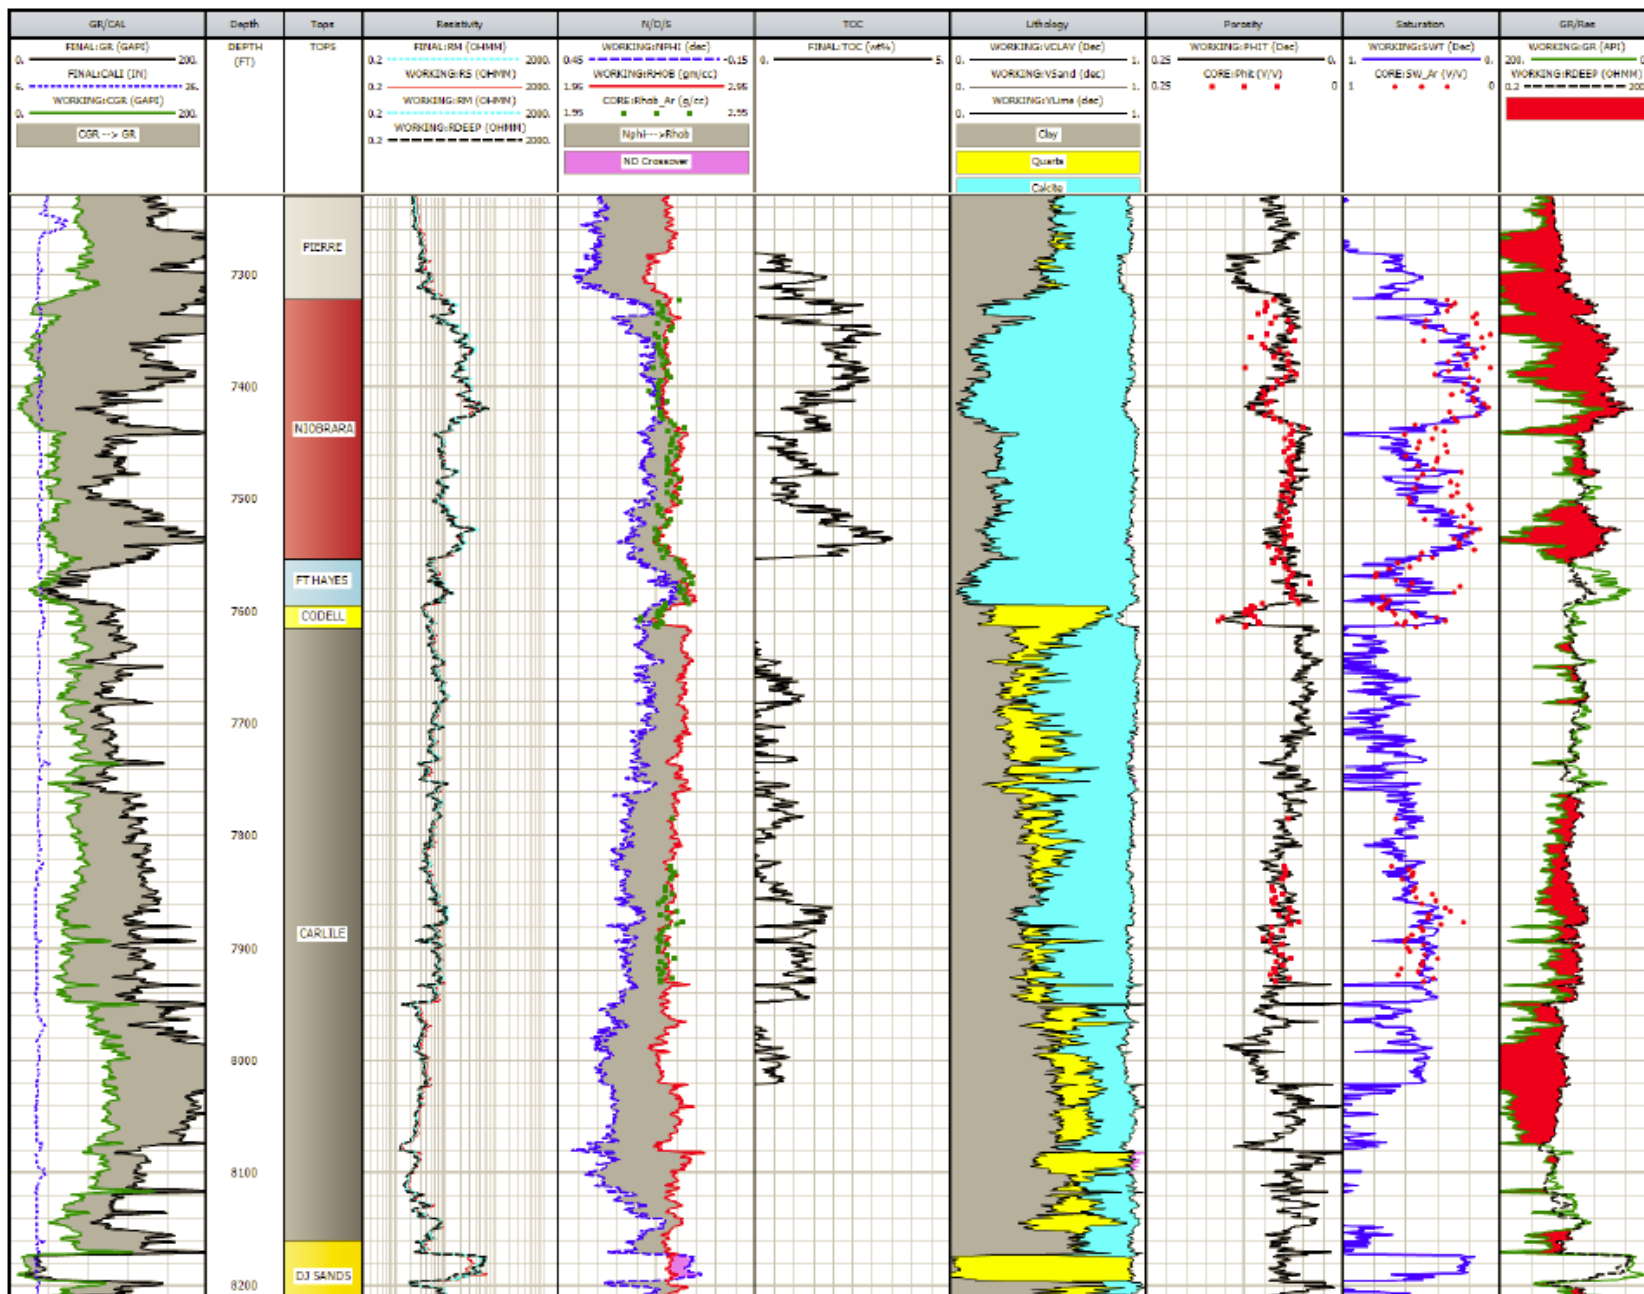 GR/CAL Depth Tops Resistivity N/D/S TOC Lithology Porosity Saturation GR/Res
FINAL:GR (GAPI)
0. 200.
FINAL:CALI (IN)
6. 26.
WORKING:CGR (GAPI)
0. 200.
CGR --> GR
DEPTH
(FT)
TOPS
FINAL:RM (OHMM)
0.2 2000.
WORKING:RS (OHMM)
0.2 2000.
WORKING:RM (OHMM)
0.2 2000.
WORKING:RDEEP (OHMM)
0.2 2000.
WORKING:NPHI (dec)
0.45 -0.15
WORKING:RHOB (gm/cc)
1.95 2.95
CORE:Rhob_Ar (g/cc)
1.95 2.95
Nphi--->Rhob
ND Crossover
FINAL:TOC (wt%)
0. 5.
WORKING:VCLAY (Dec)
0. 1.
WORKING:VSand (dec)
0. 1.
WORKING:VLime (dec)
0. 1.
Clay
Quartz
Calcite
WORKING:PHIT (Dec)
0.25 0.
CORE:Phit (V/V)
0.25 0
WORKING:SWT (Dec)
1. 0.
CORE:SW_Ar (V/V)
1 0
WORKING:GR (API)
200. 0
WORKING:RDEEP (OHMM)
0.2 200
PIERRE
7300
7400
NIOBRARA
7500
FT HAYES
7600
CODELL
7700
7800
7900
CARLILE
8000
8100
DJ SANDS
8200